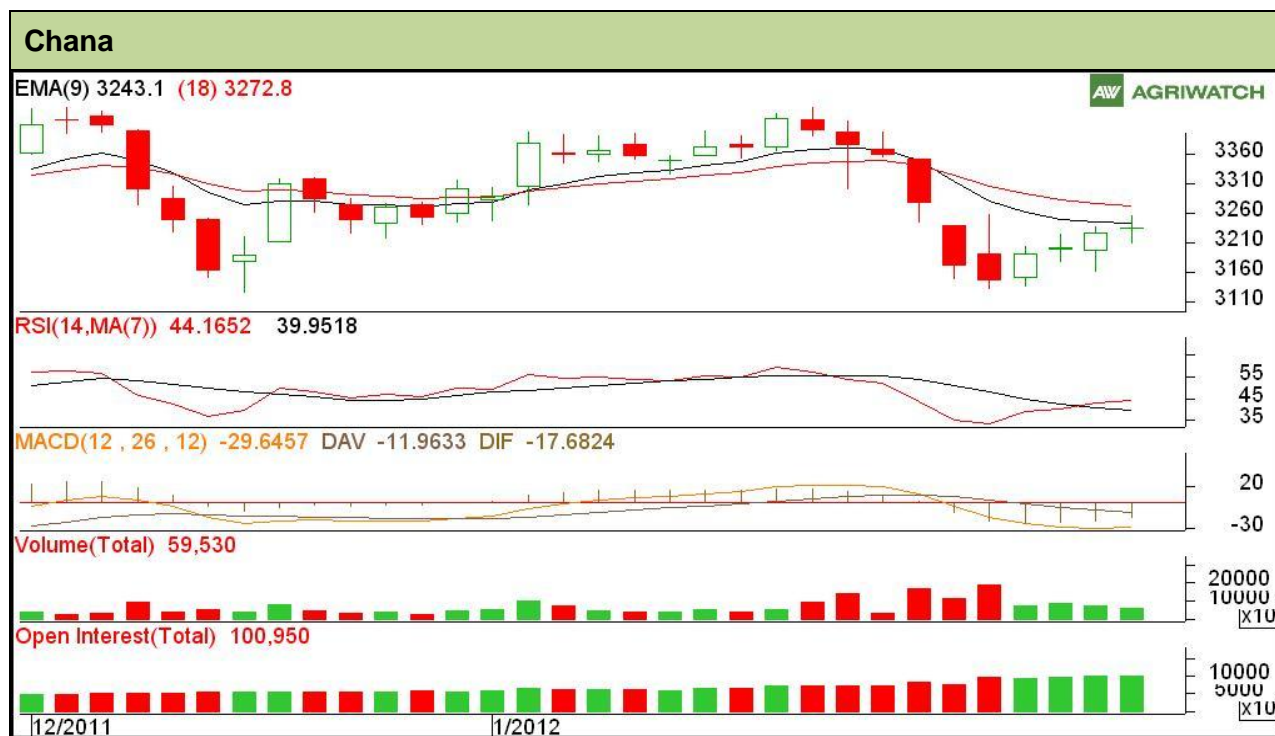 Chana
EMA(9) 3243.1 (18) 3272.8
AW AGRIWATCH
3360
3310
3260
3210
3160
3110
RSI(14,MA(7)) 44.1652 39.9518
55
45
35
MACD(12 , 26 , 12) -29.6457 DAV -11.9633 DIF -17.6824
20
-30
Volume(Total) 59,530
20000
10000
X10
Open Interest(Total) 100,950
10000
5000
X10
12/2011 1/2012